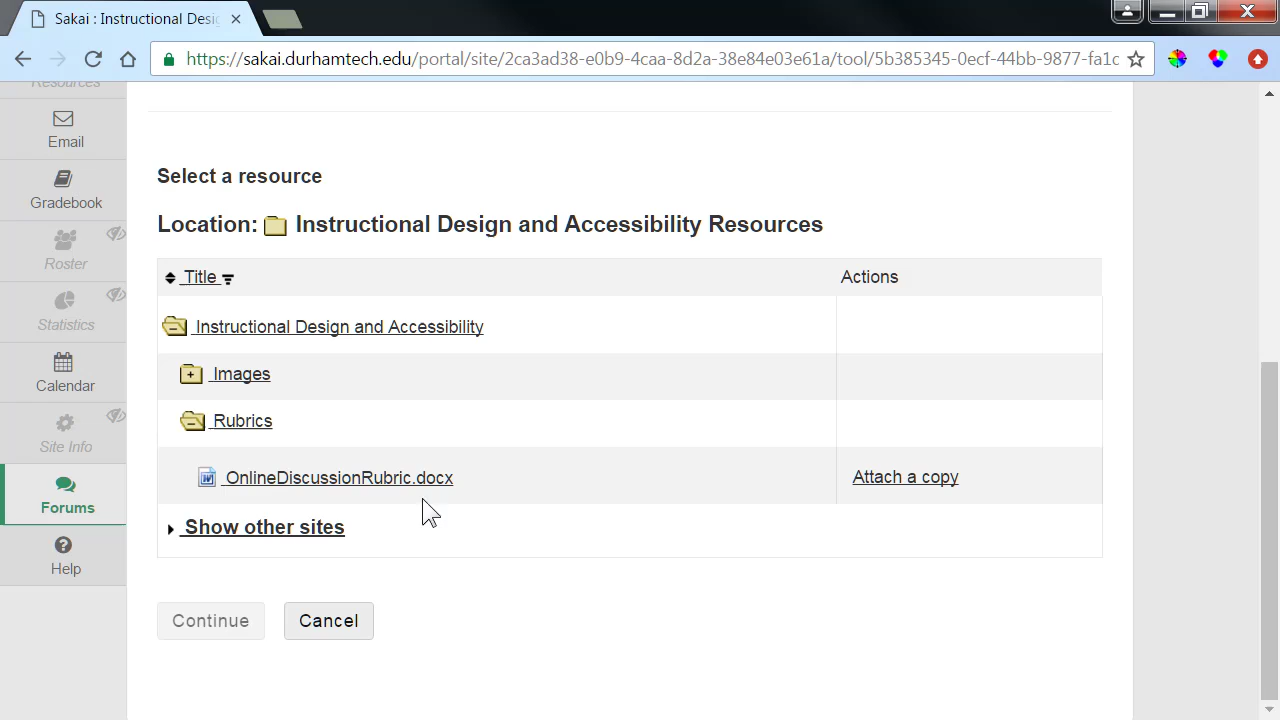 Sakai : Instructional Desi
https://sakai.durhamtech.edu/portal/site/2dc3ad38-e0b9-4caa-8d2a-38e84e03e61a/tool/5b385345-0ecf-44bb-9877-fa1c
Resources
Email
Gradebook
Roster
Statistics
Calendar
Site Info
Forums
Help
Select a resource
Location: Instructional Design and Accessibility Resources
Title Actions
Instructional Design and Accessibility
Images
Rubrics
OnlineDiscussionRubric.docx Attach a copy
Show other sites
Continue Cancel